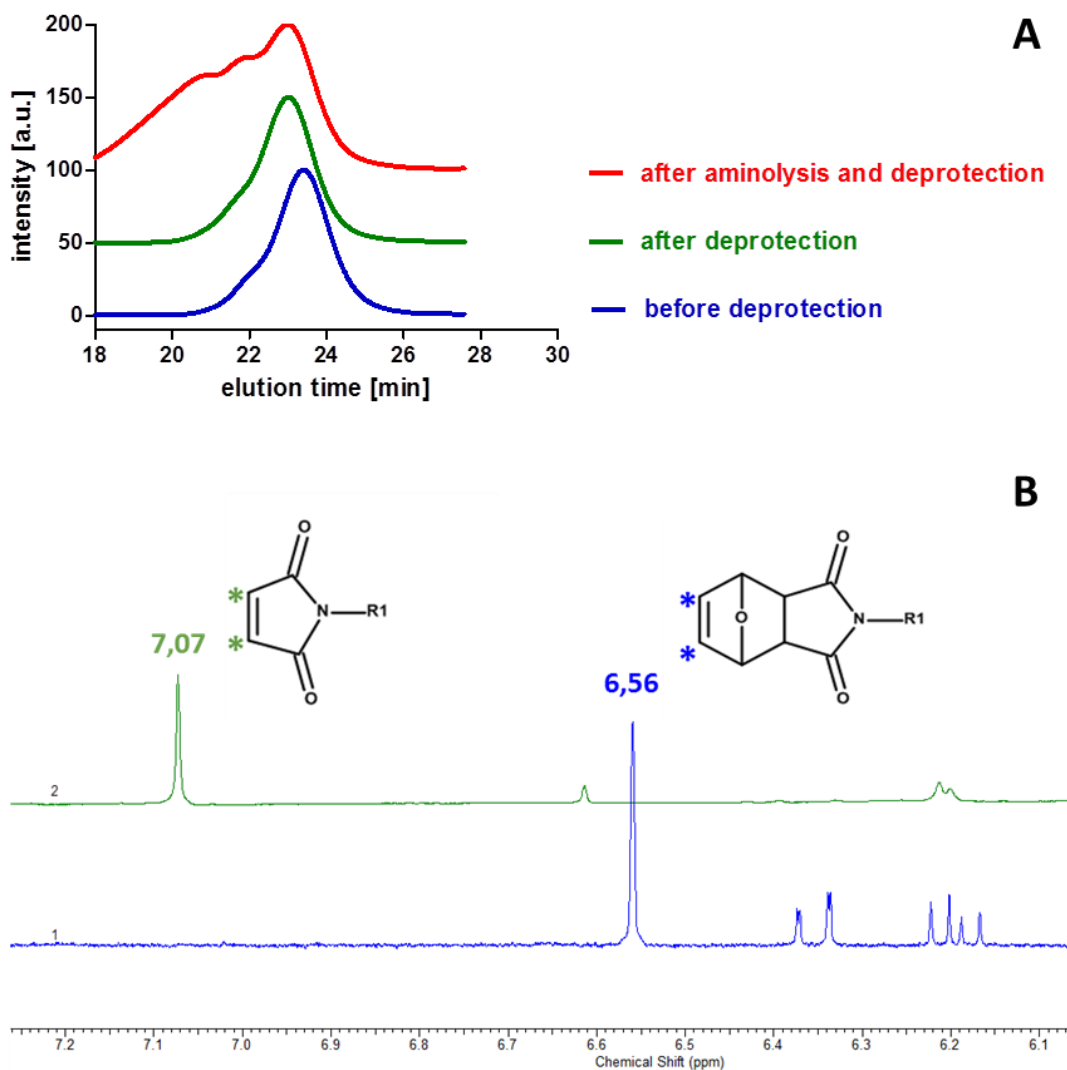 A
200
150
100
50
0
intensity [a.u.]
18 20 22 24 26 28 30
elution time [min]
after aminolysis and deprotection
after deprotection
before deprotection
B
O
N R1
O
*
*
7,07
O
O
N R1
O
*
*
6,56
2
1
7.2 7.1 7.0 6.9 6.8 6.7 6.6 6.5 6.4 6.3 6.2 6.1
Chemical Shift (ppm)